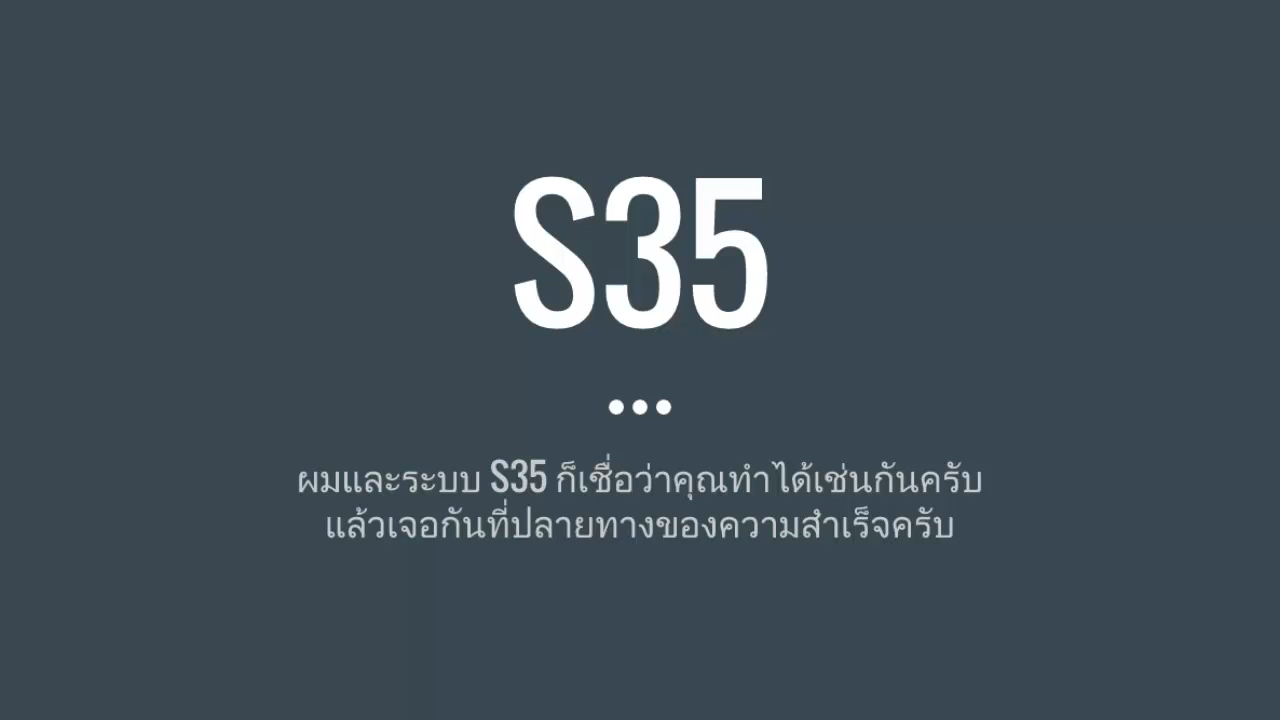 S35
ผมและระบบ S35 ก็เชื่อว่าคุณทำได้เช่นกันครับ
แล้วเจอกันที่ปลายทางของความสำเร็จครับ